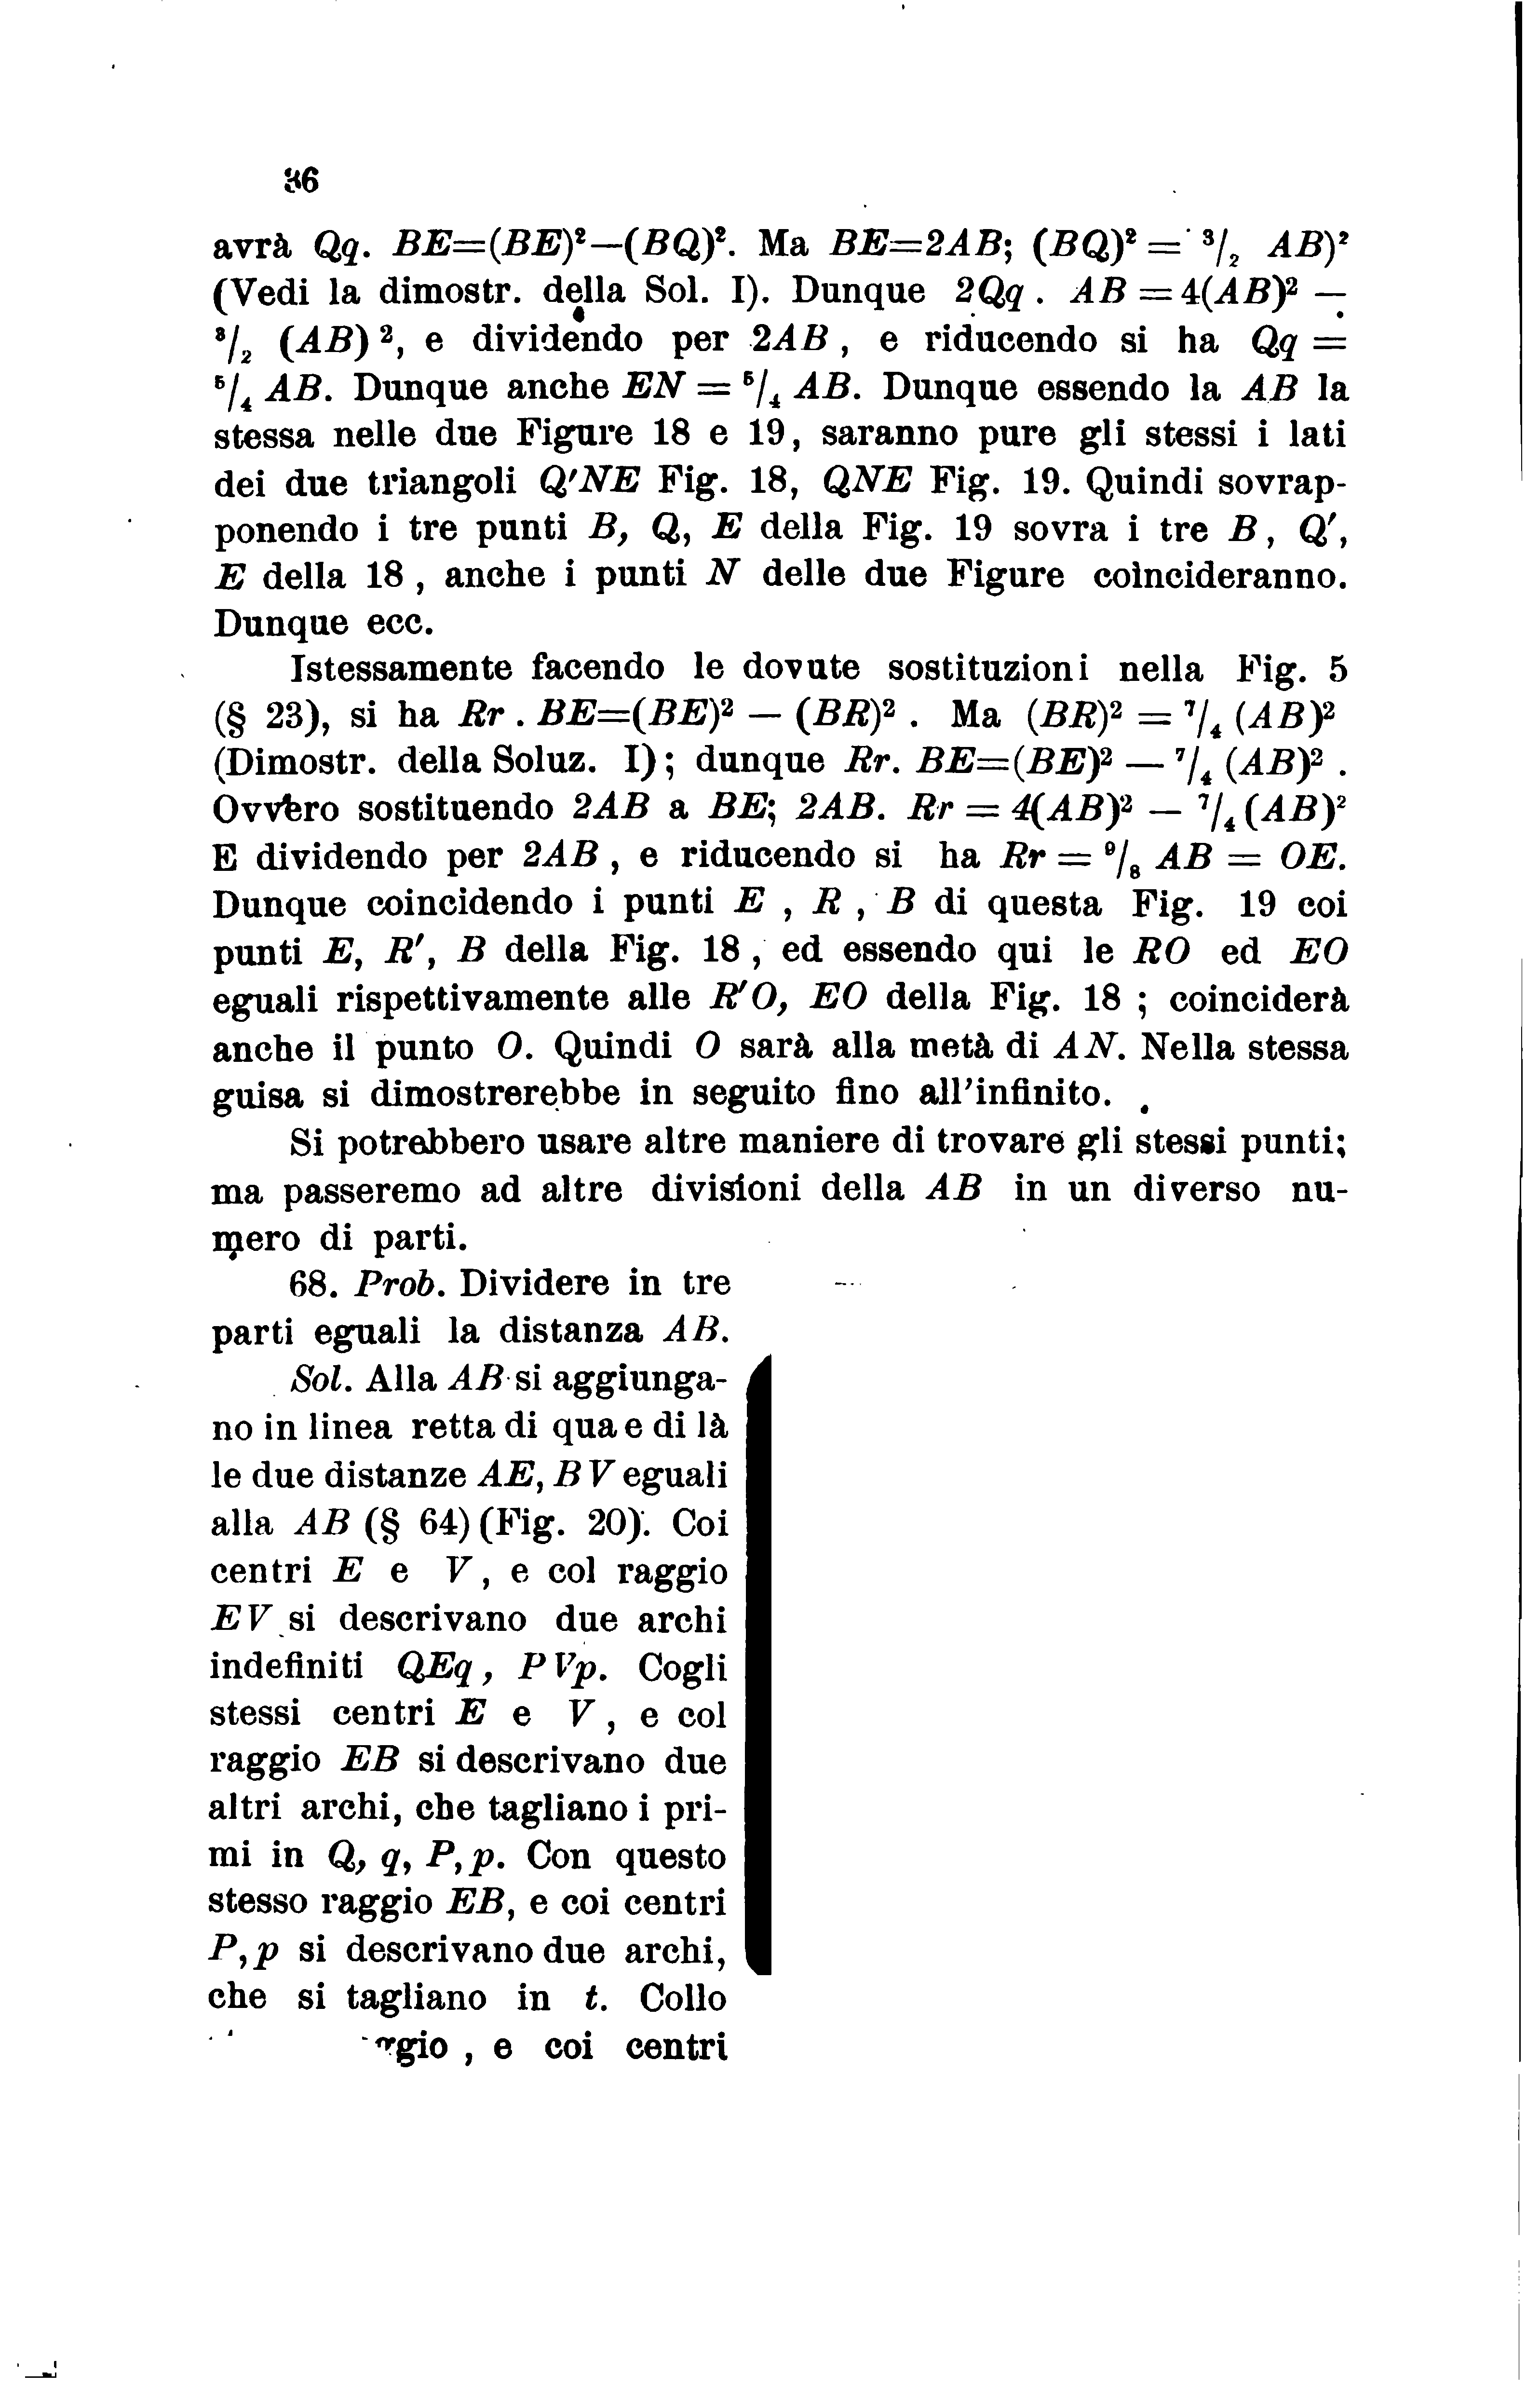 36
avrà Qq. BE=(BE)²—(BQ)². Ma BE=2AB; (BQ)² = ³/₂ AB)²
(Vedi la dimostr. della Sol. I). Dunque 2Qq . AB = 4(AB)² —
³/₂ (AB) ², e dividendo per 2AB , e riducendo si ha Qq =
⁵/₄ AB. Dunque anche EN = ⁵/₄ AB. Dunque essendo la AB la
stessa nelle due Figure 18 e 19, saranno pure gli stessi i lati
dei due triangoli Q'NE Fig. 18, QNE Fig. 19. Quindi sovrap-
ponendo i tre punti B, Q, E della Fig. 19 sovra i tre B , Q',
E della 18 , anche i punti N delle due Figure coincideranno.
Dunque ecc.
Istessamente facendo le dovute sostituzioni nella Fig. 5
(§ 23), si ha Rr . BE=(BE)² — (BR)² . Ma (BR)² = ⁷/₄ (AB)²
(Dimostr. della Soluz. I) ; dunque Rr. BE=(BE)² — ⁷/₄ (AB)² .
Ovvero sostituendo 2AB a BE; 2AB. Rr = 4(AB)² — ⁷/₄ (AB)²
E dividendo per 2AB , e riducendo si ha Rr = ⁹/₈ AB = OE.
Dunque coincidendo i punti E , R , B di questa Fig. 19 coi
punti E, R', B della Fig. 18 , ed essendo qui le RO ed EO
eguali rispettivamente alle R'O, EO della Fig. 18 ; coinciderà
anche il punto O. Quindi O sarà alla metà di AN. Nella stessa
guisa si dimostrerebbe in seguito fino all'infinito.
Si potrebbero usare altre maniere di trovare gli stessi punti;
ma passeremo ad altre divisioni della AB in un diverso nu-
mero di parti.
68. Prob. Dividere in tre
parti eguali la distanza AB.
Sol. Alla AB si aggiunga-
no in linea retta di qua e di là
le due distanze AE, BV eguali
alla AB (§ 64) (Fig. 20). Coi
centri E e V, e col raggio
EV si descrivano due archi
indefiniti QEq , PVp. Cogli
stessi centri E e V , e col
raggio EB si descrivano due
altri archi, che tagliano i pri-
mi in Q, q, P, p. Con questo
stesso raggio EB, e coi centri
P, p si descrivano due archi,
che si tagliano in t. Collo
, e coi centri